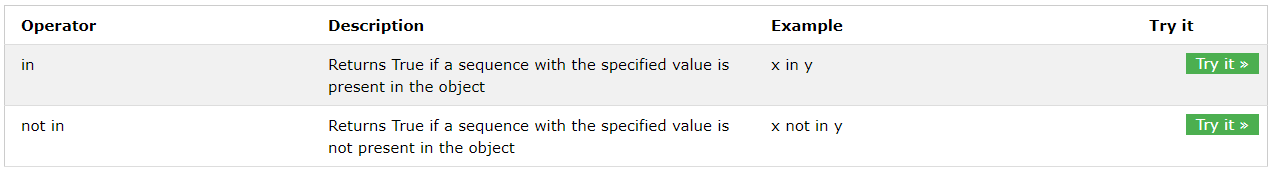 Operator Description Example Try it
in Returns True if a sequence with the specified value is x in y Try it »
present in the object
not in Returns True if a sequence with the specified value is x not in y Try it »
not present in the object